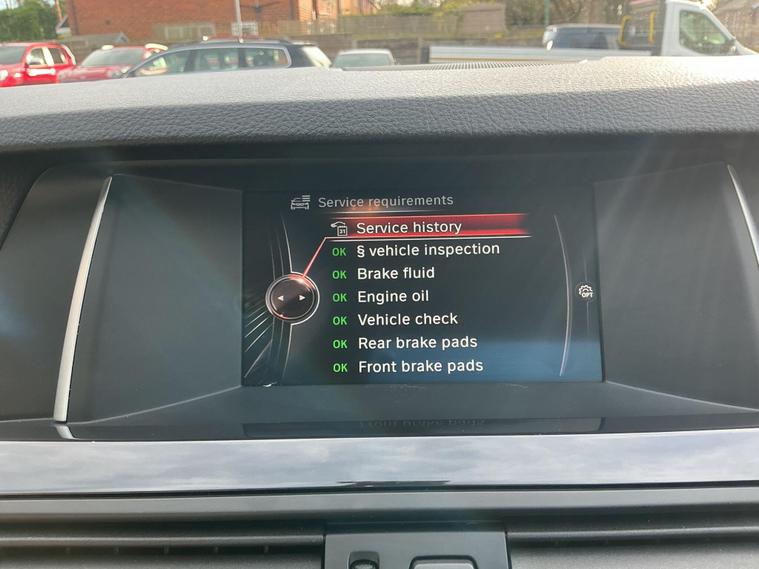 Service requirements
31
Service history
OK § vehicle inspection
OK Brake fluid
OK Engine oil
OK Vehicle check
OK Rear brake pads
OK Front brake pads
OPT